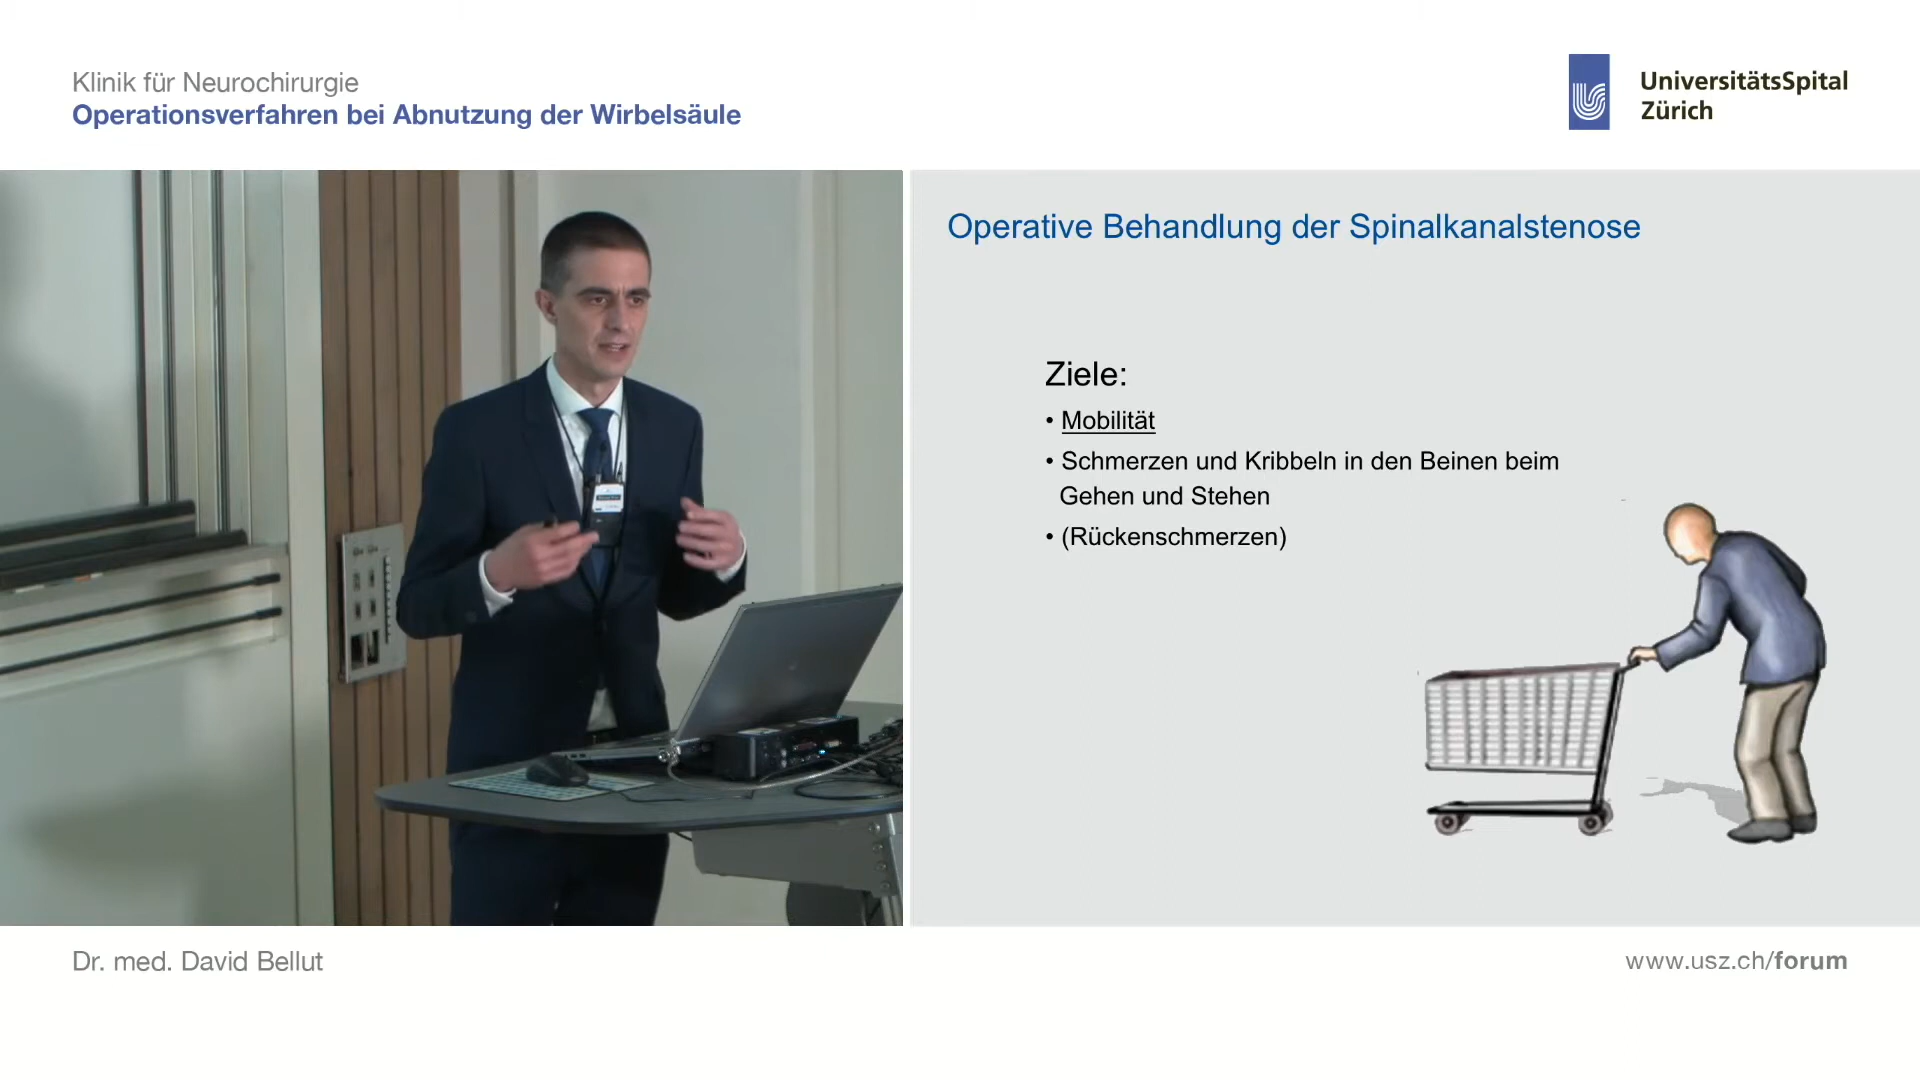 Klinik für Neurochirurgie
Operationsverfahren bei Abnutzung der Wirbelsäule
UniversitätsSpital
Zürich
Operative Behandlung der Spinalkanalstenose
Ziele:
• Mobilität
• Schmerzen und Kribbeln in den Beinen beim
Gehen und Stehen
• (Rückenschmerzen)
Dr. med. David Bellut
www.usz.ch/forum